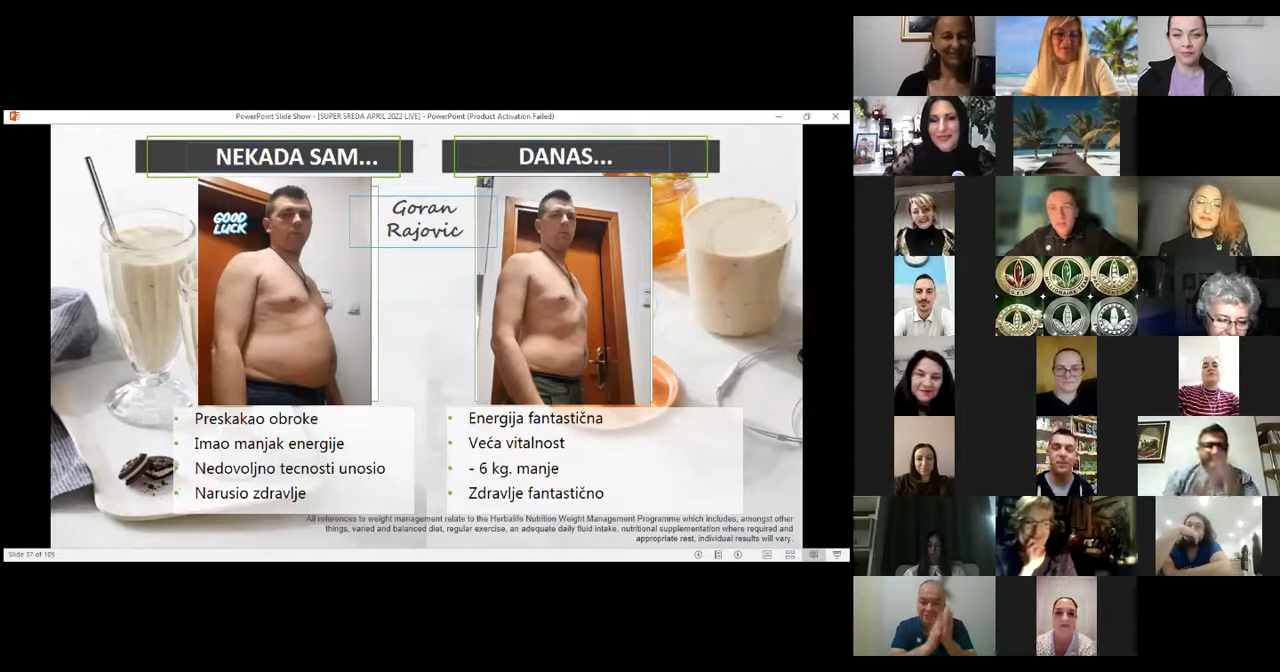 PowerPoint Slide Show - [SUPER SREDA APRIL 2022 LIVE] - PowerPoint (Product Activation Failed)
NEKADA SAM...
DANAS...
GOOD
LUCK
Goran
Rajovic
Preskakao obroke
Imao manjak energije
Nedovoljno tecnosti unosio
Narusio zdravlje
Energija fantastična
Veća vitalnost
- 6 kg. manje
Zdravlje fantastično
All references to weight management relate to the Herbalife Nutrition Weight Management Programme which includes, amongst other
things, varied and balanced diet, regular exercise, an adequate daily fluid intake, nutritional supplementation where required and
appropriate rest, individual results will vary.
Slide 37 of 105